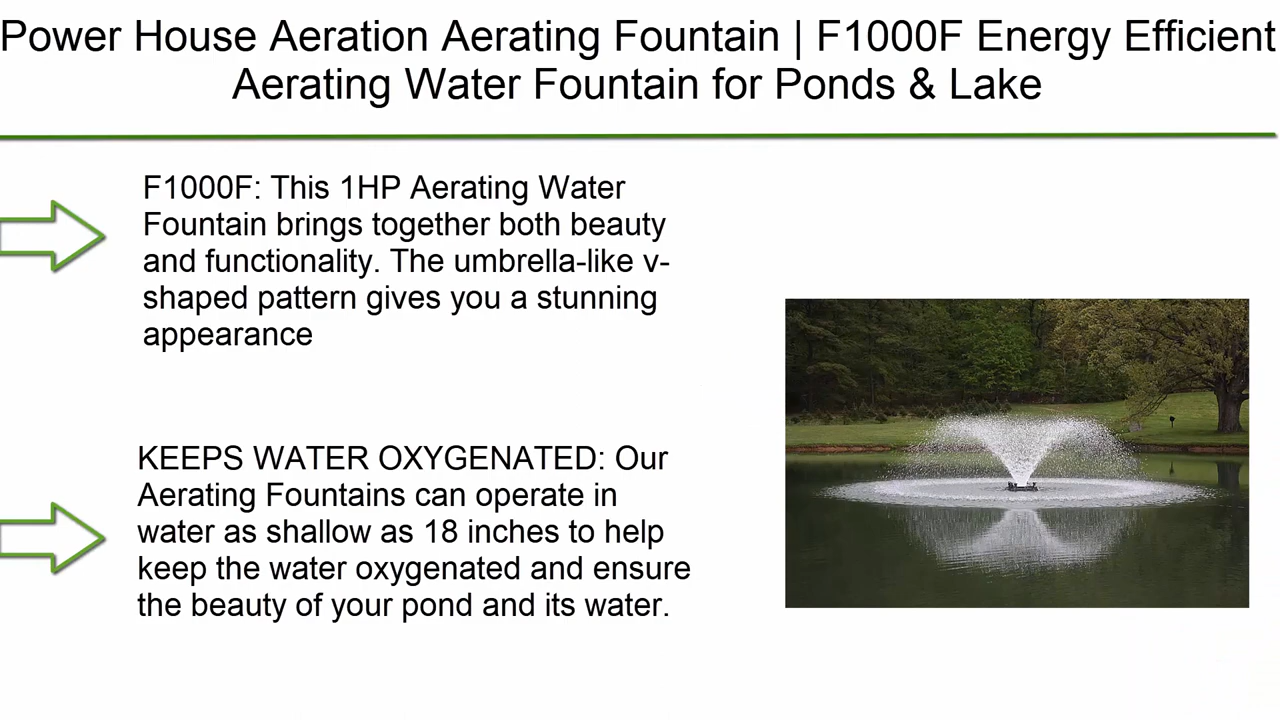 Power House Aeration Aerating Fountain | F1000F Energy Efficient
Aerating Water Fountain for Ponds & Lake
F1000F: This 1HP Aerating Water
Fountain brings together both beauty
and functionality. The umbrella-like v-
shaped pattern gives you a stunning
appearance
KEEPS WATER OXYGENATED: Our
Aerating Fountains can operate in
water as shallow as 18 inches to help
keep the water oxygenated and ensure
the beauty of your pond and its water.